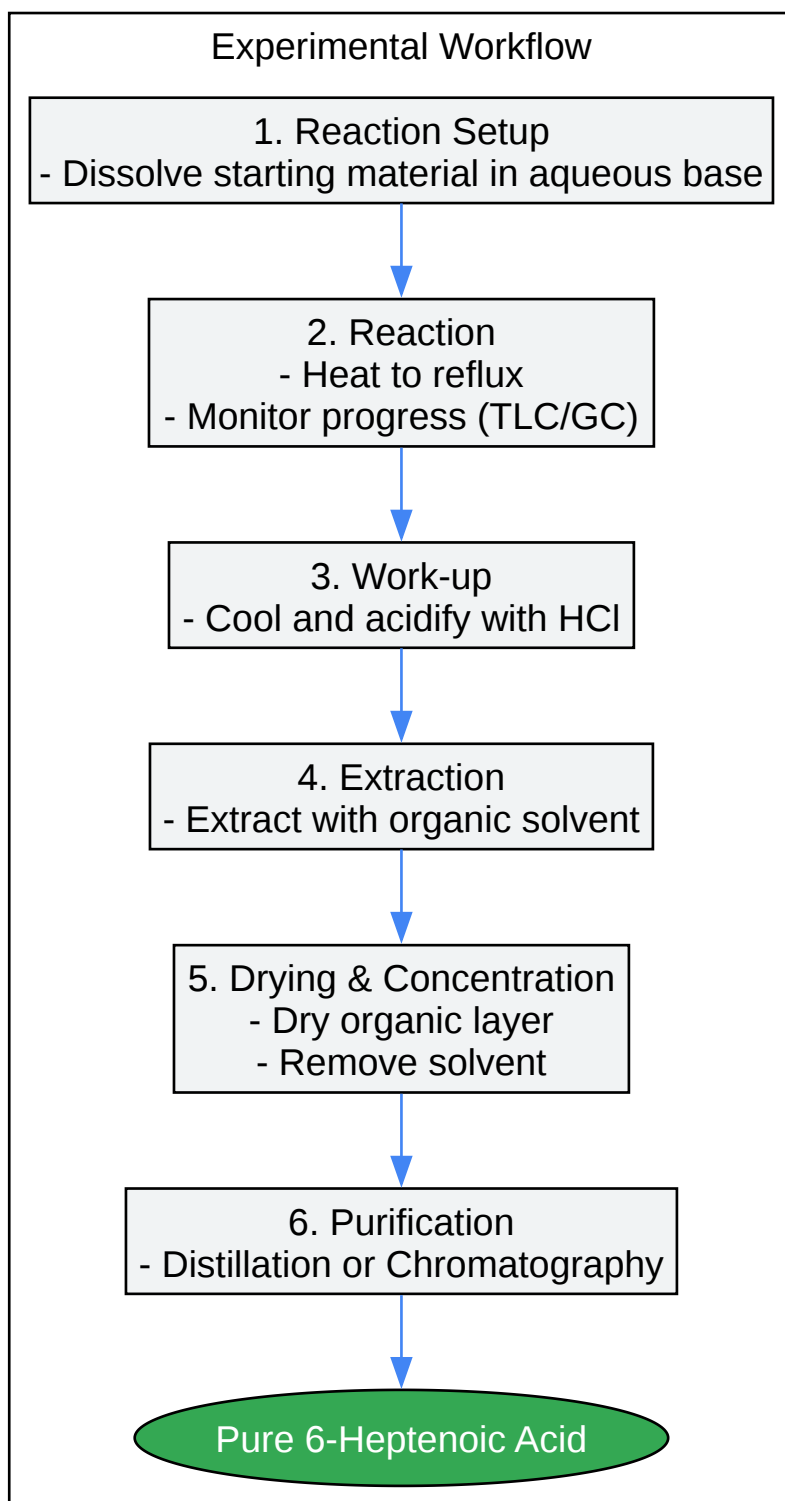 Experimental Workflow
1. Reaction Setup
- Dissolve starting material in aqueous base
2. Reaction
- Heat to reflux
- Monitor progress (TLC/GC)
3. Work-up
- Cool and acidify with HCl
4. Extraction
- Extract with organic solvent
5. Drying & Concentration
- Dry organic layer
- Remove solvent
6. Purification
- Distillation or Chromatography
Pure 6-Heptenoic Acid